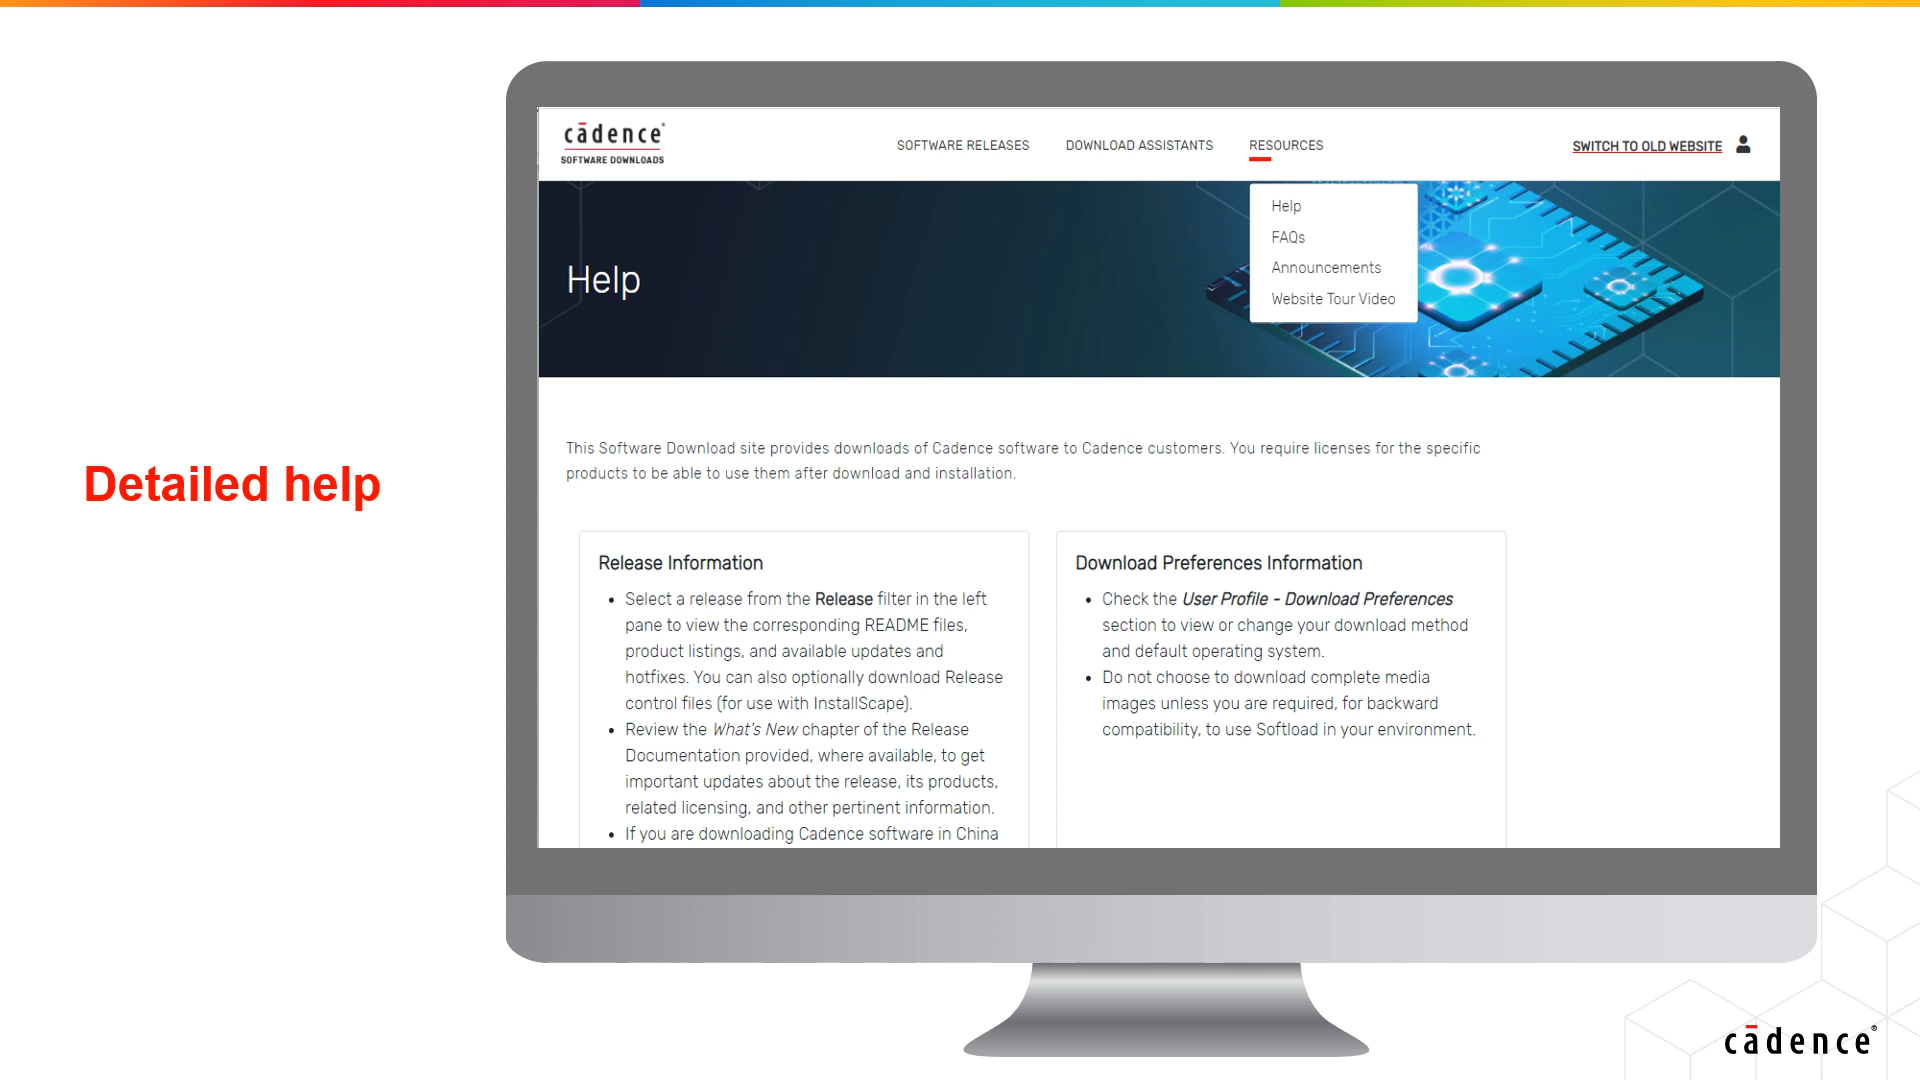 Detailed help
cādence®
SOFTWARE DOWNLOADS
SOFTWARE RELEASES
DOWNLOAD ASSISTANTS
RESOURCES
SWITCH TO OLD WEBSITE
Help
FAQs
Announcements
Website Tour Video
Help
This Software Download site provides downloads of Cadence software to Cadence customers. You require licenses for the specific
products to be able to use them after download and installation.
Release Information
• Select a release from the Release filter in the left
pane to view the corresponding README files,
product listings, and available updates and
hotfixes. You can also optionally download Release
control files (for use with InstallScape).
• Review the What's New chapter of the Release
Documentation provided, where available, to get
important updates about the release, its products,
related licensing, and other pertinent information.
• If you are downloading Cadence software in China
Download Preferences Information
• Check the User Profile - Download Preferences
section to view or change your download method
and default operating system.
• Do not choose to download complete media
images unless you are required, for backward
compatibility, to use Softload in your environment.
cādence®